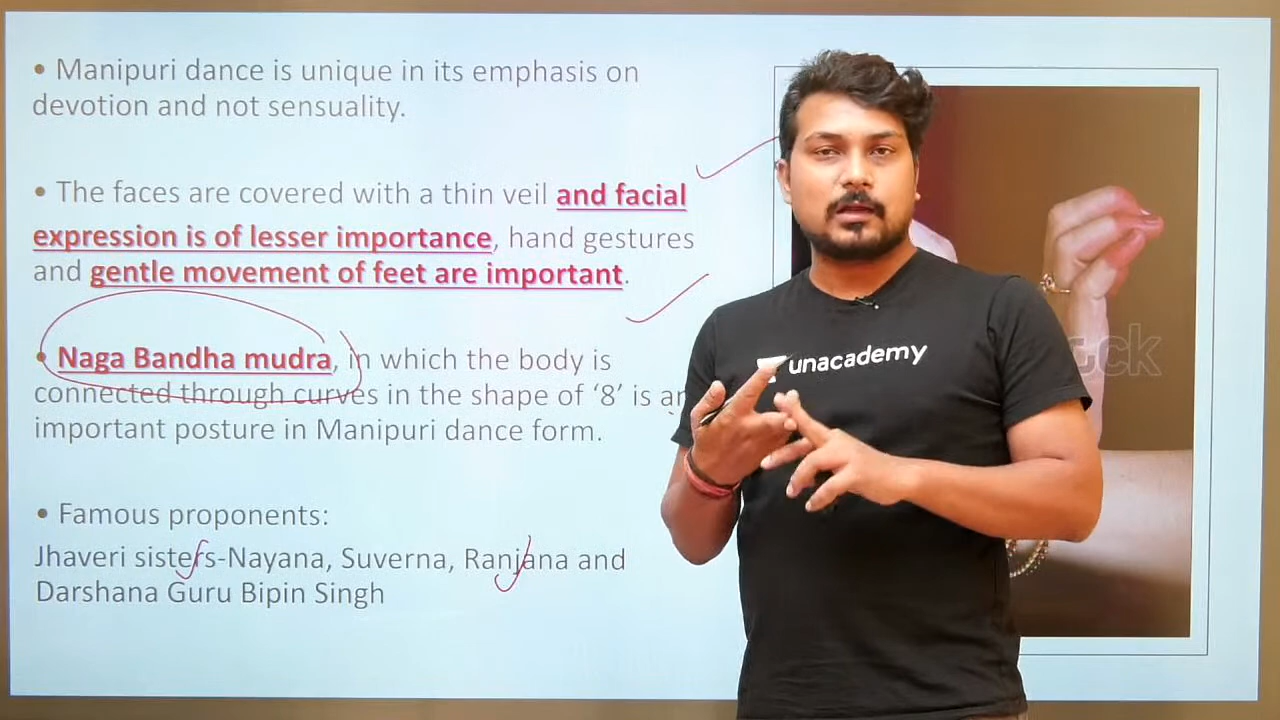 • Manipuri dance is unique in its emphasis on
devotion and not sensuality.
• The faces are covered with a thin veil and facial
expression is of lesser importance, hand gestures
and gentle movement of feet are important.
• Naga Bandha mudra, in which the body is
connected through curves in the shape of ‘8’ is an
important posture in Manipuri dance form.
• Famous proponents:
Jhaveri sisters-Nayana, Suverna, Ranjana and
Darshana Guru Bipin Singh
unacademy